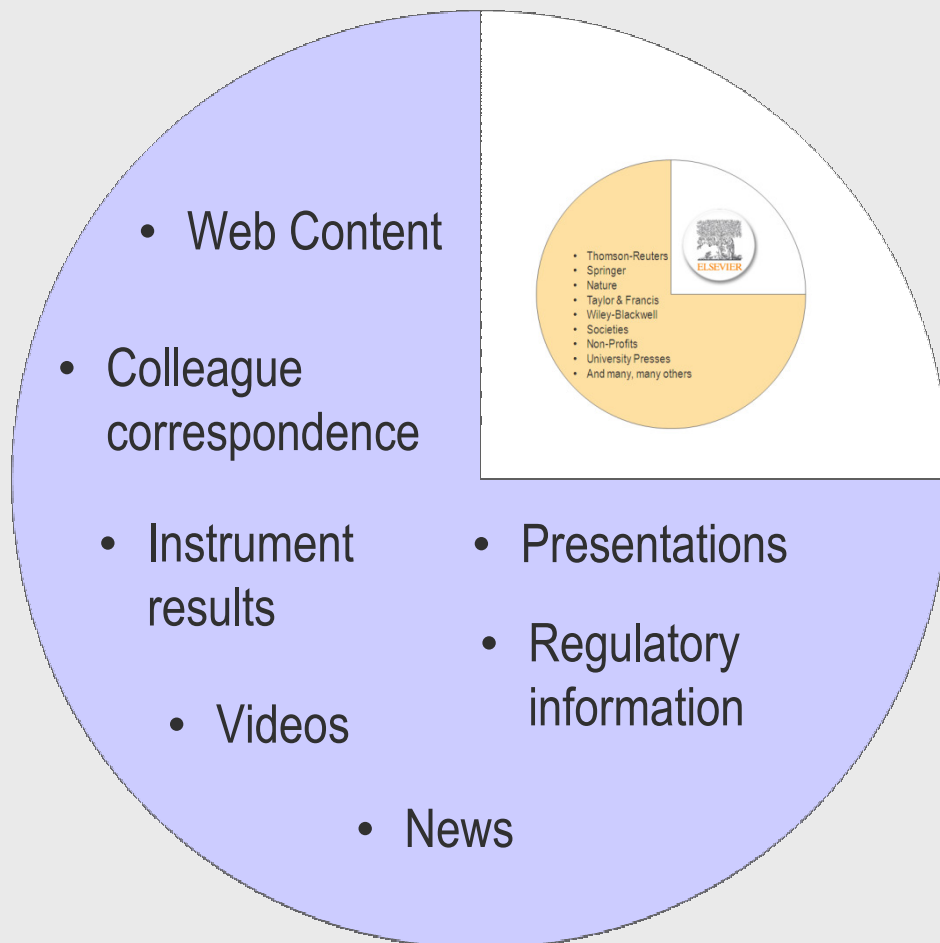 • Web Content
• Colleague
correspondence
• Instrument
results
• Videos
• News
• Presentations
• Regulatory
information
ELSEVIER
• Thomson-Reuters
• Springer
• Nature
• Taylor & Francis
• Wiley-Blackwell
• Societies
• Non-Profits
• University Presses
• And many, many others